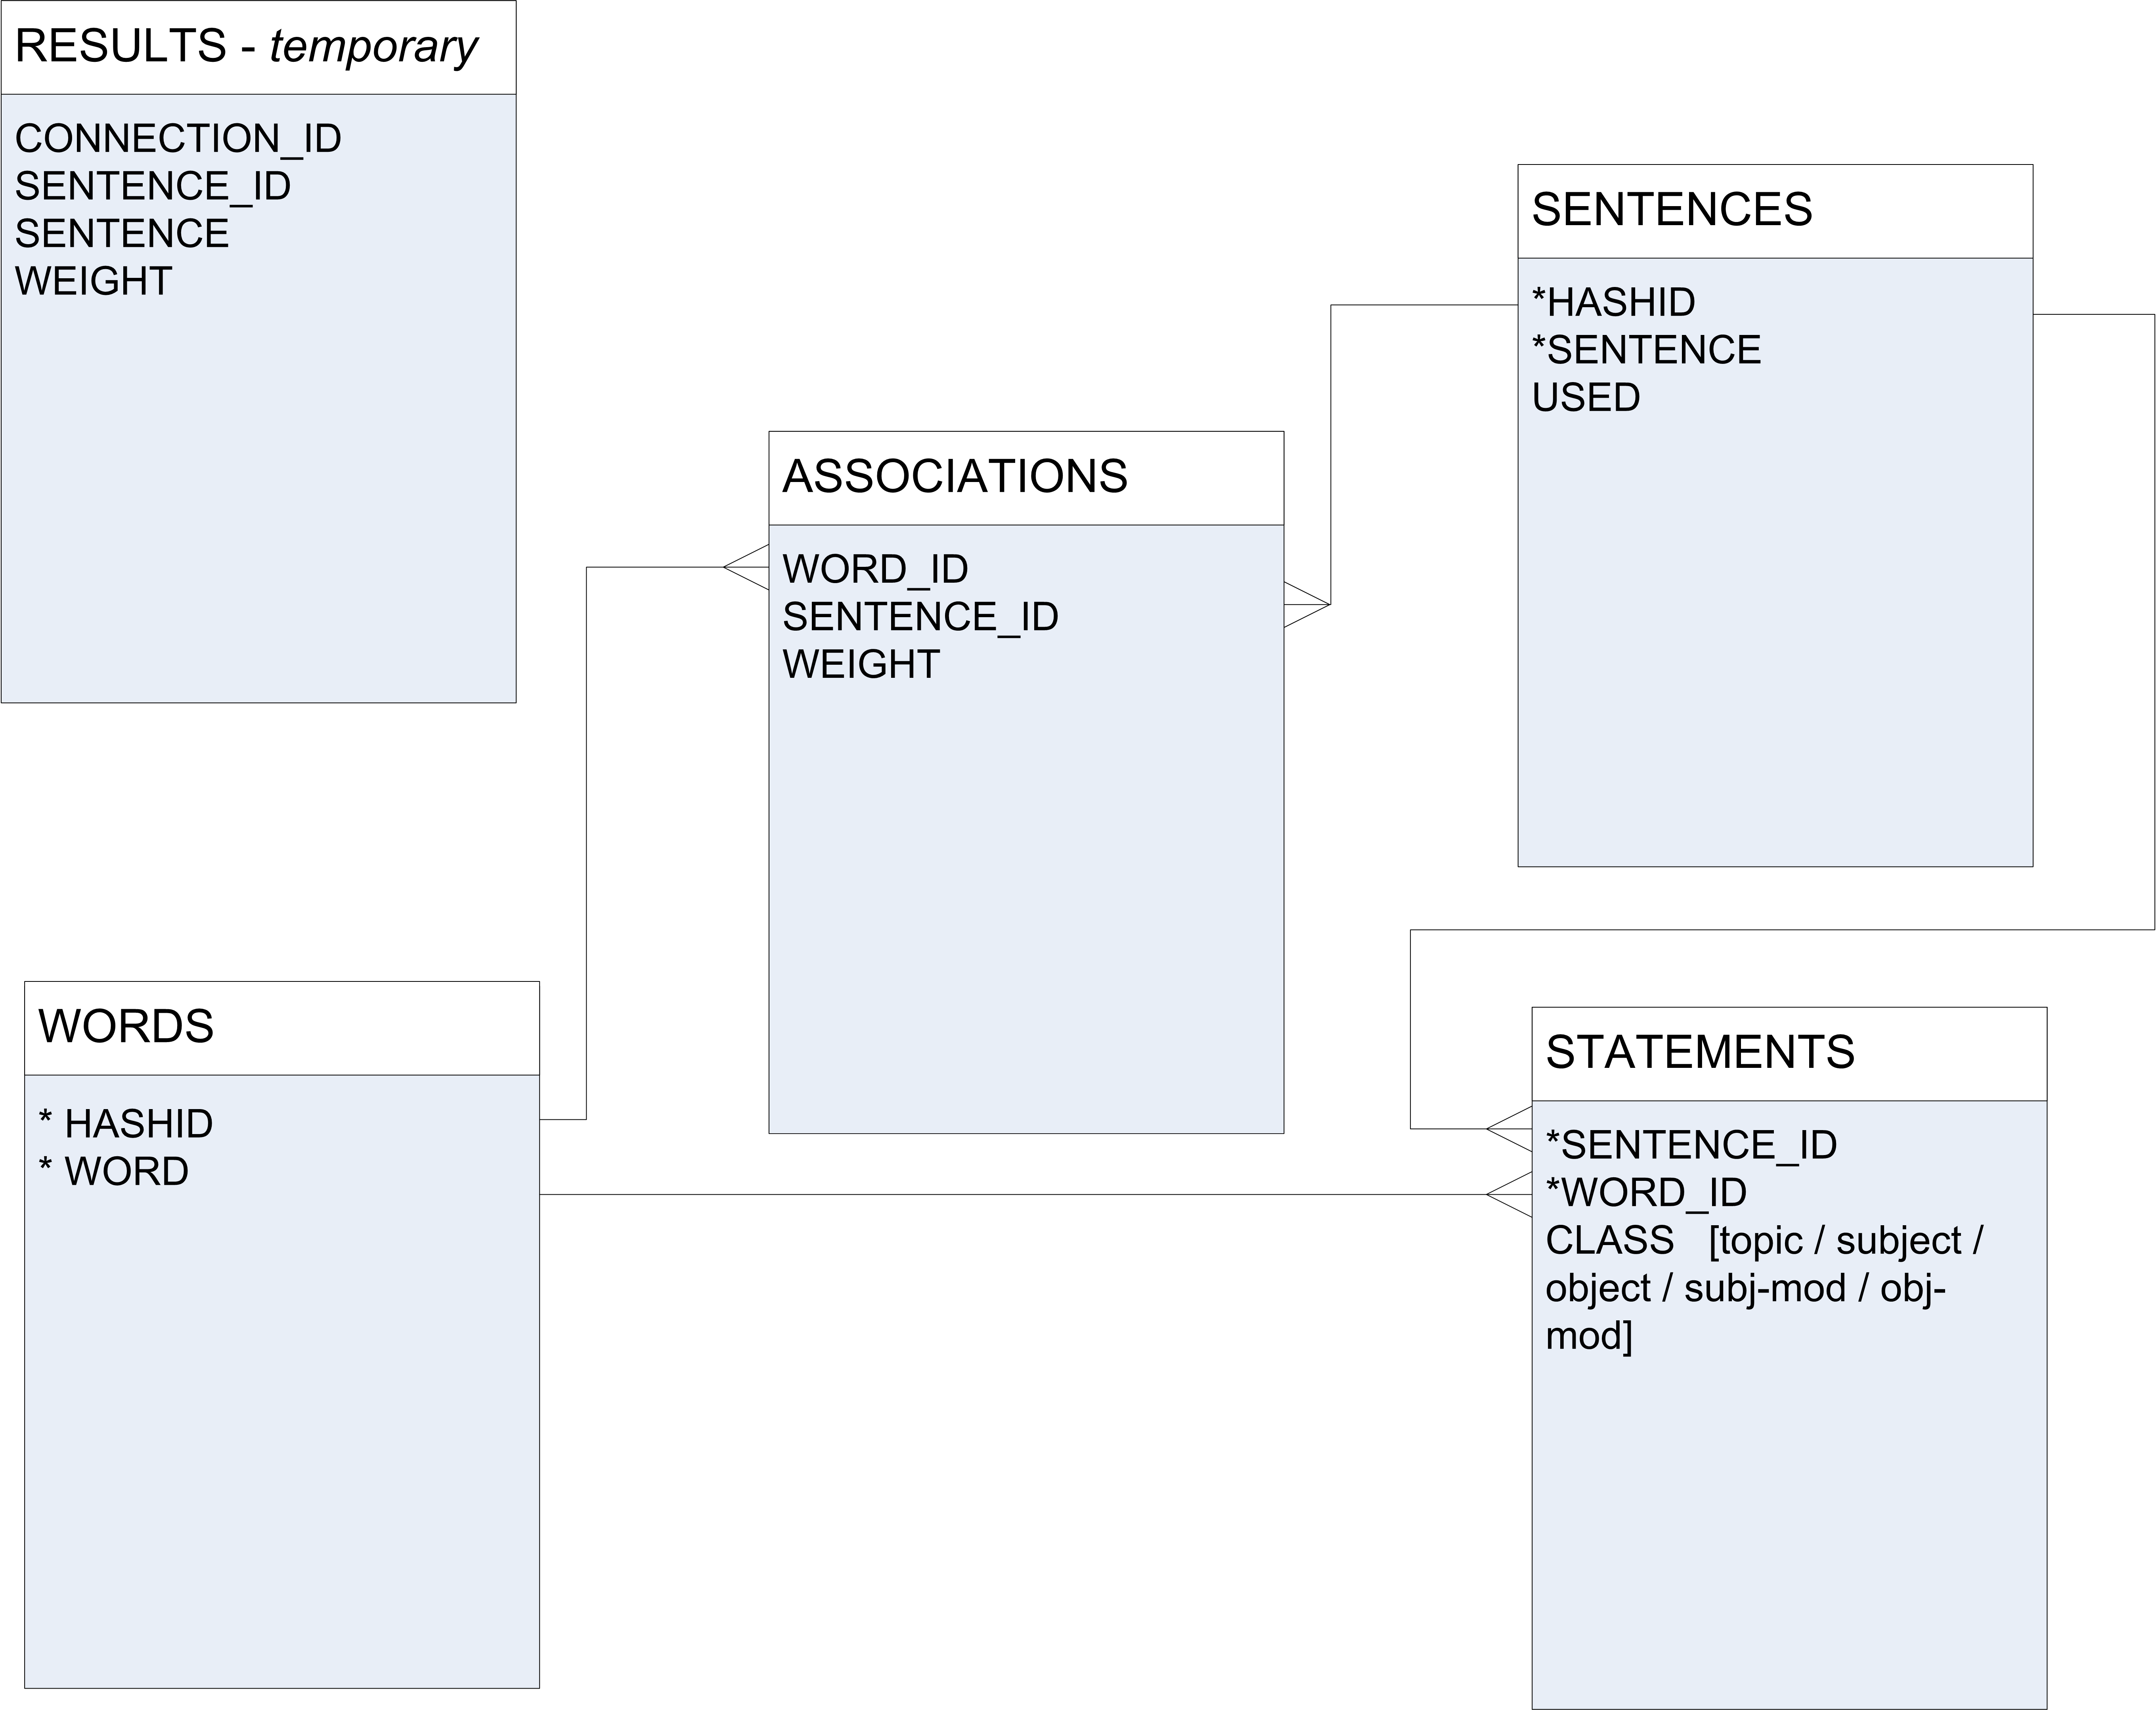 RESULTS - temporary
CONNECTION_ID
SENTENCE_ID
SENTENCE
WEIGHT
SENTENCES
*HASHID
*SENTENCE
USED
ASSOCIATIONS
WORD_ID
SENTENCE_ID
WEIGHT
WORDS
* HASHID
* WORD
STATEMENTS
*SENTENCE_ID
*WORD_ID
CLASS [topic / subject /
object / subj-mod / obj-
mod]